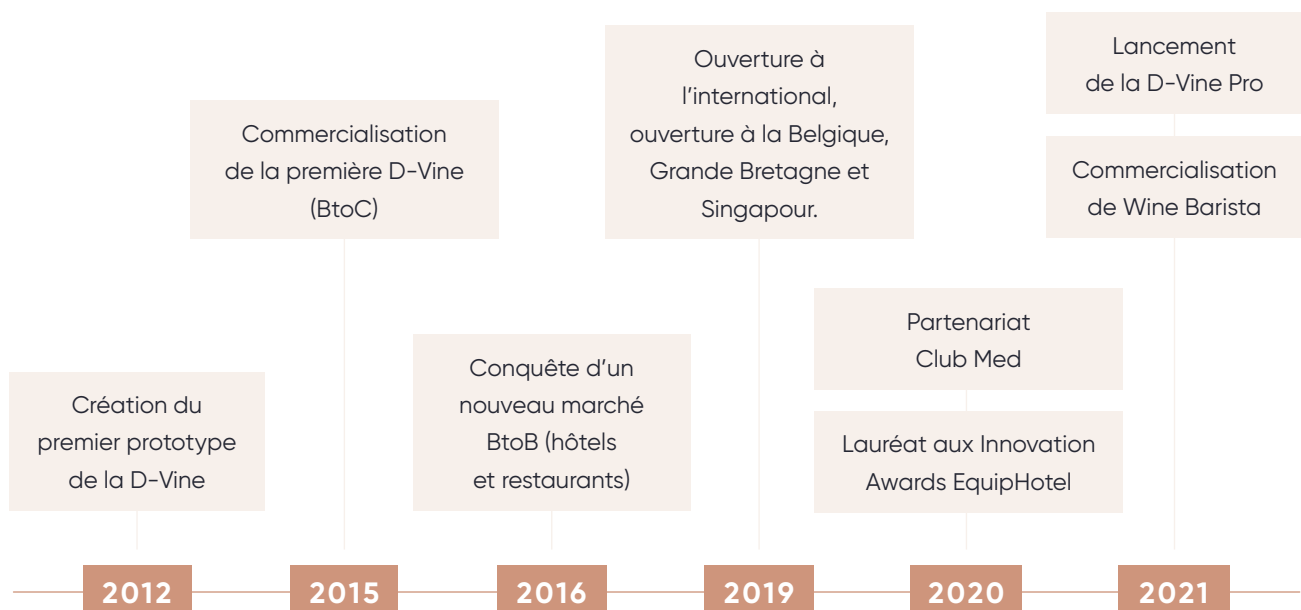 Création du
premier prototype
de la D-Vine
2012
Commercialisation
de la première D-Vine
(BtoC)
2015
Conquête d’un
nouveau marché
BtoB (hôtels
et restaurants)
2016
Ouverture à
l’international,
ouverture à la Belgique,
Grande Bretagne et
Singapour.
2019
Partenariat
Club Med
Lauréat aux Innovation
Awards EquipHotel
2020
Lancement
de la D-Vine Pro
Commercialisation
de Wine Barista
2021